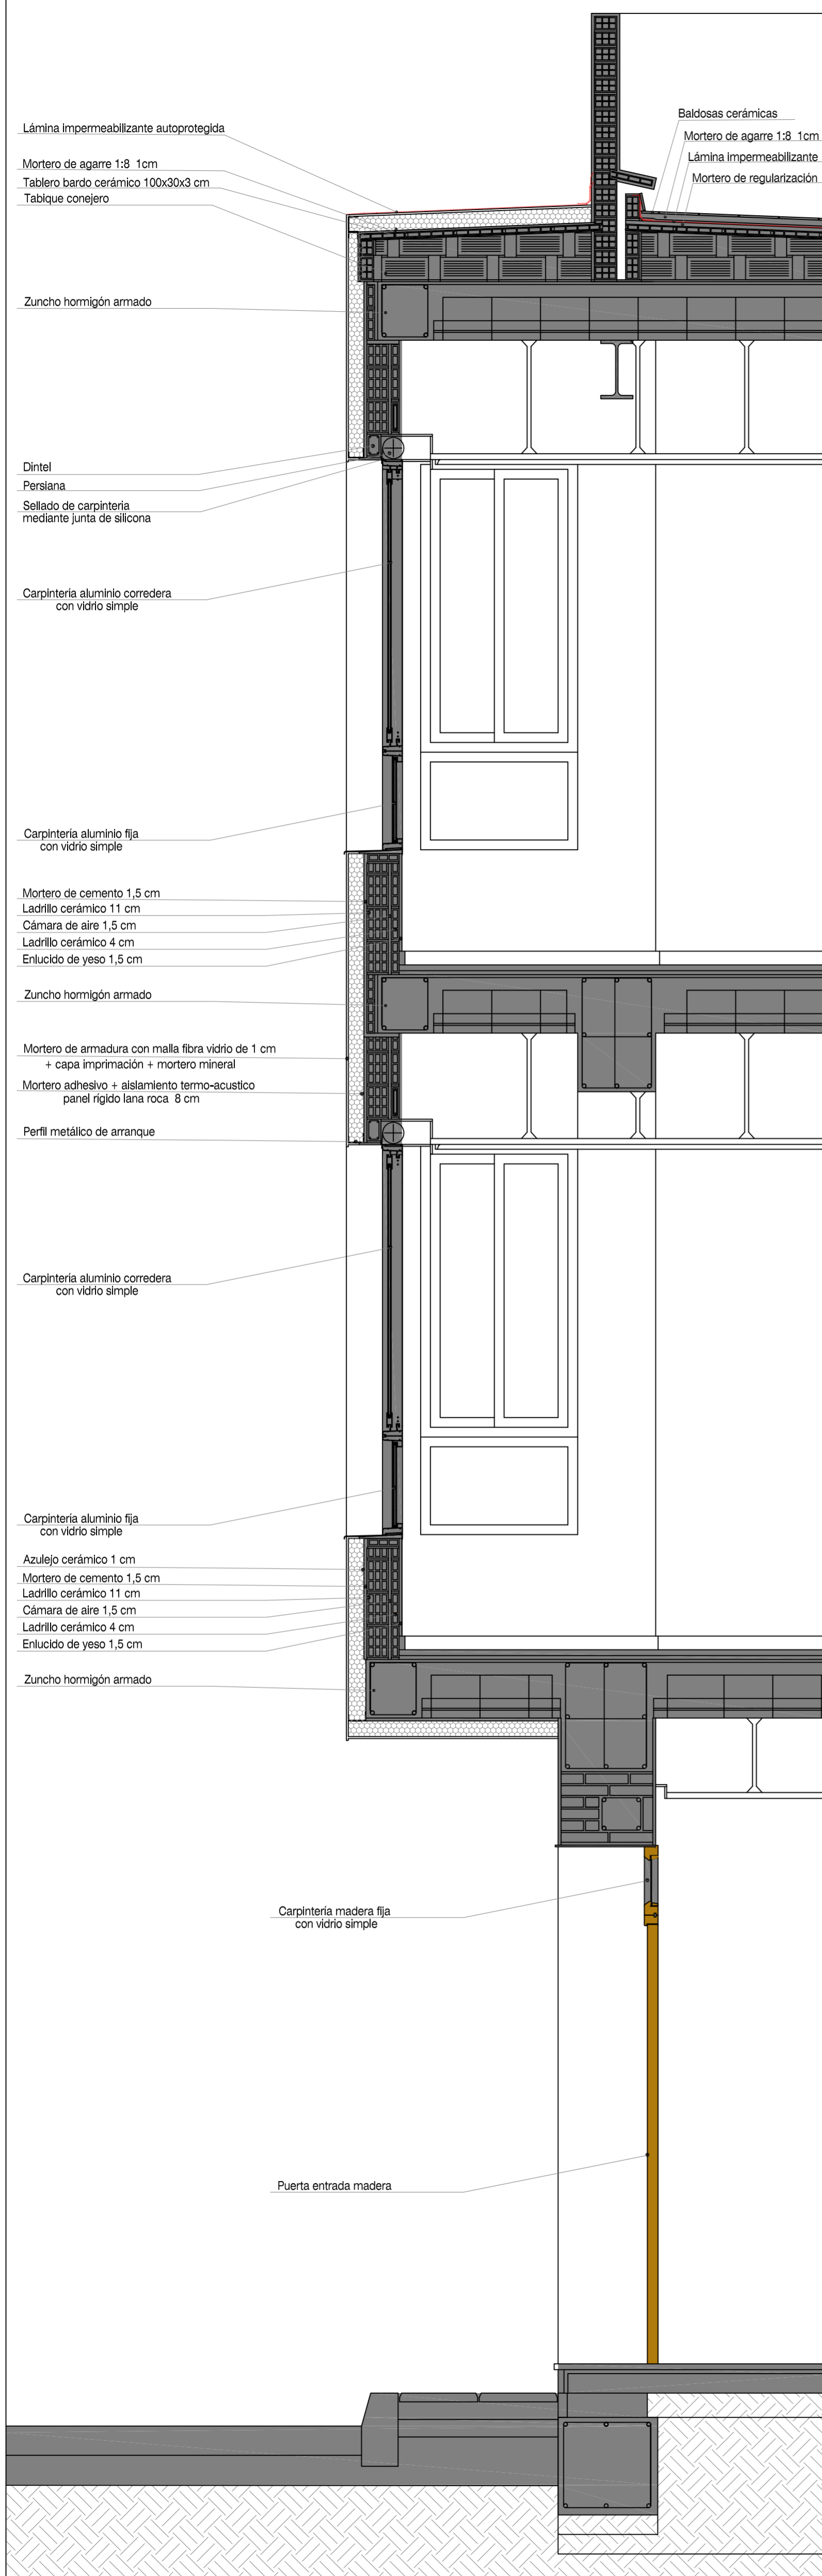 Baldosas cerámicas
Lámina impermeabilizante autoprotegida
Mortero de agarre 1:8 1cm
Lámina impermeabilizante
Mortero de agarre 1:8 1cm
Mortero de regularización
Tablero bardo cerámico 100x30x3 cm
Tabique conejero
Zuncho hormigón armado
Dintel
Persiana
Sellado de carpinteria
mediante junta de silicona
Carpintería aluminio corredera
con vidrio simple
Carpintería aluminio fija
con vidrio simple
Mortero de cemento 1,5 cm
Ladrillo cerámico 11 cm
Cámara de aire 1,5 cm
Ladrillo cerámico 4 cm
Enlucido de yeso 1,5 cm
Zuncho hormigón armado
Mortero de armadura con malla fibra vidrio de 1 cm
+ capa imprimación + mortero mineral
Mortero adhesivo + aislamiento termo-acustico
panel rígido lana roca 8 cm
Perfil metálico de arranque
Carpintería aluminio corredera
con vidrio simple
Carpintería aluminio fija
con vidrio simple
Azulejo cerámico 1 cm
Mortero de cemento 1,5 cm
Ladrillo cerámico 11 cm
Cámara de aire 1,5 cm
Ladrillo cerámico 4 cm
Enlucido de yeso 1,5 cm
Zuncho hormigón armado
Carpintería madera fija
con vidrio simple
Puerta entrada madera